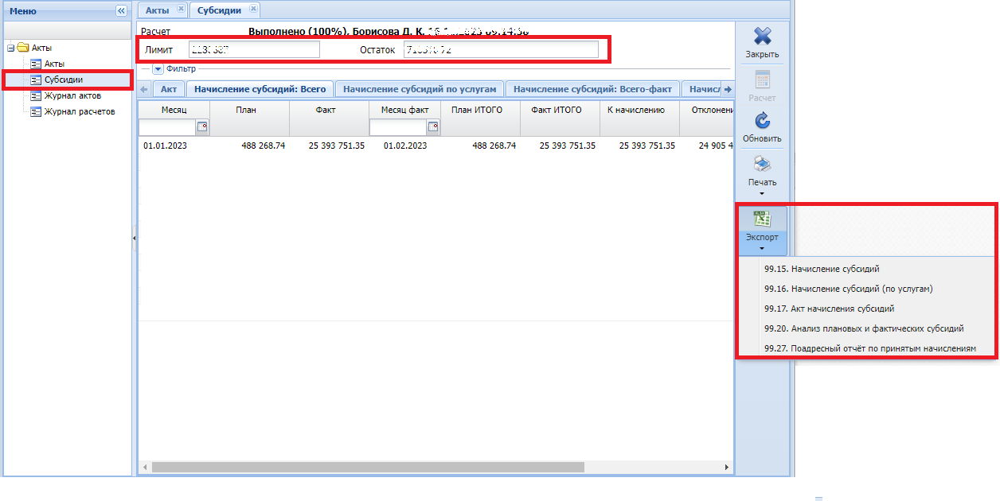 Меню
Акты
Акты
Субсидии
Журнал актов
Журнал расчетов
Акты Субсидии
Расчет Выполнено (100%), Борисова Д. К.
Лимит Остаток
Фильтр
Акт Начисление субсидий: Всего Начисление субсидий по услугам Начисление субсидий: Всего-факт Начисл
Месяц План Факт Месяц факт План ИТОГО Факт ИТОГО К начислению Отклонени
01.01.2023 488 268.74 25 393 751.35 01.02.2023 488 268.74 25 393 751.35 25 393 751.35 24 905 4
Закрыть
Расчет
Обновить
Печать
Экспорт
99.15. Начисление субсидий
99.16. Начисление субсидий (по услугам)
99.17. Акт начисления субсидий
99.20. Анализ плановых и фактических субсидий
99.27. Поадресный отчёт по принятым начислениям